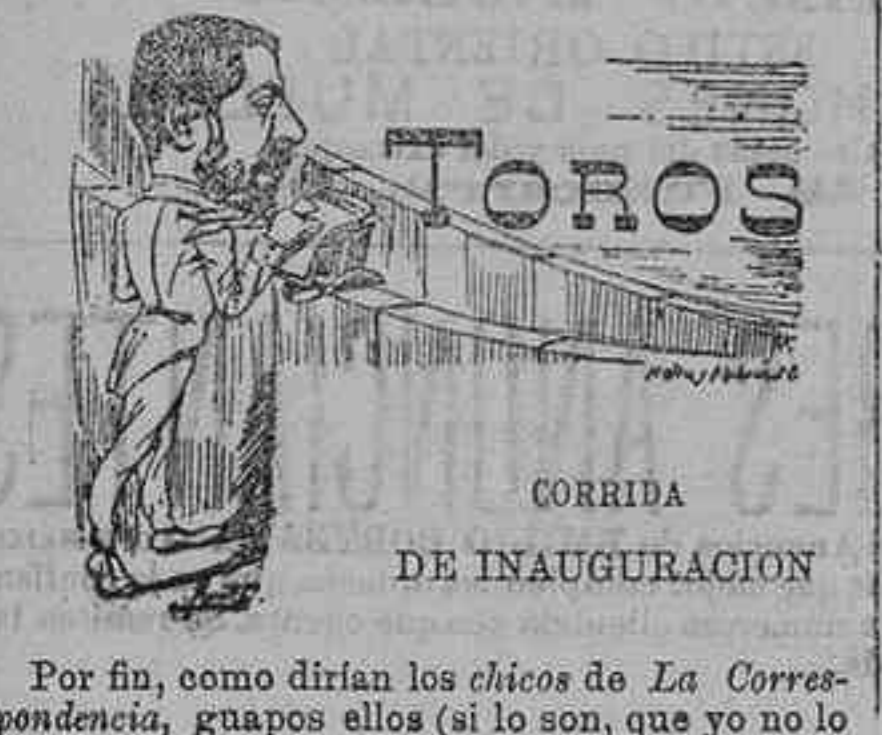 TOROS
CORRIDA
DE INAUGURACION
Por fin, como dirían los chicos de La Corres-
pondencia, guapos ellos (si lo son, que yo no lo